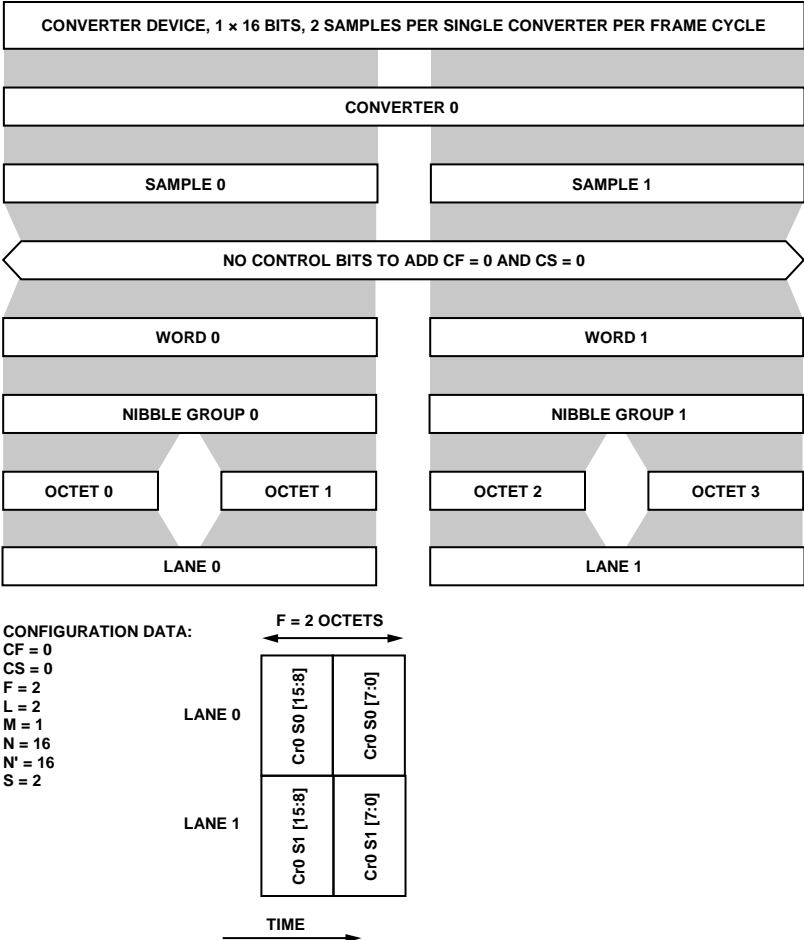 CONVERTER DEVICE, 1 × 16 BITS, 2 SAMPLES PER SINGLE CONVERTER PER FRAME CYCLE
CONVERTER 0
SAMPLE 0
SAMPLE 1
NO CONTROL BITS TO ADD CF = 0 AND CS = 0
WORD 0
WORD 1
NIBBLE GROUP 0
NIBBLE GROUP 1
OCTET 0
OCTET 1
OCTET 2
OCTET 3
LANE 0
LANE 1
CONFIGURATION DATA:
CF = 0
CS = 0
F = 2
L = 2
M = 1
N = 16
N' = 16
S = 2
F = 2 OCTETS
LANE 0
Cr0 S0 [15:8]
Cr0 S0 [7:0]
LANE 1
Cr0 S1 [15:8]
Cr0 S1 [7:0]
TIME